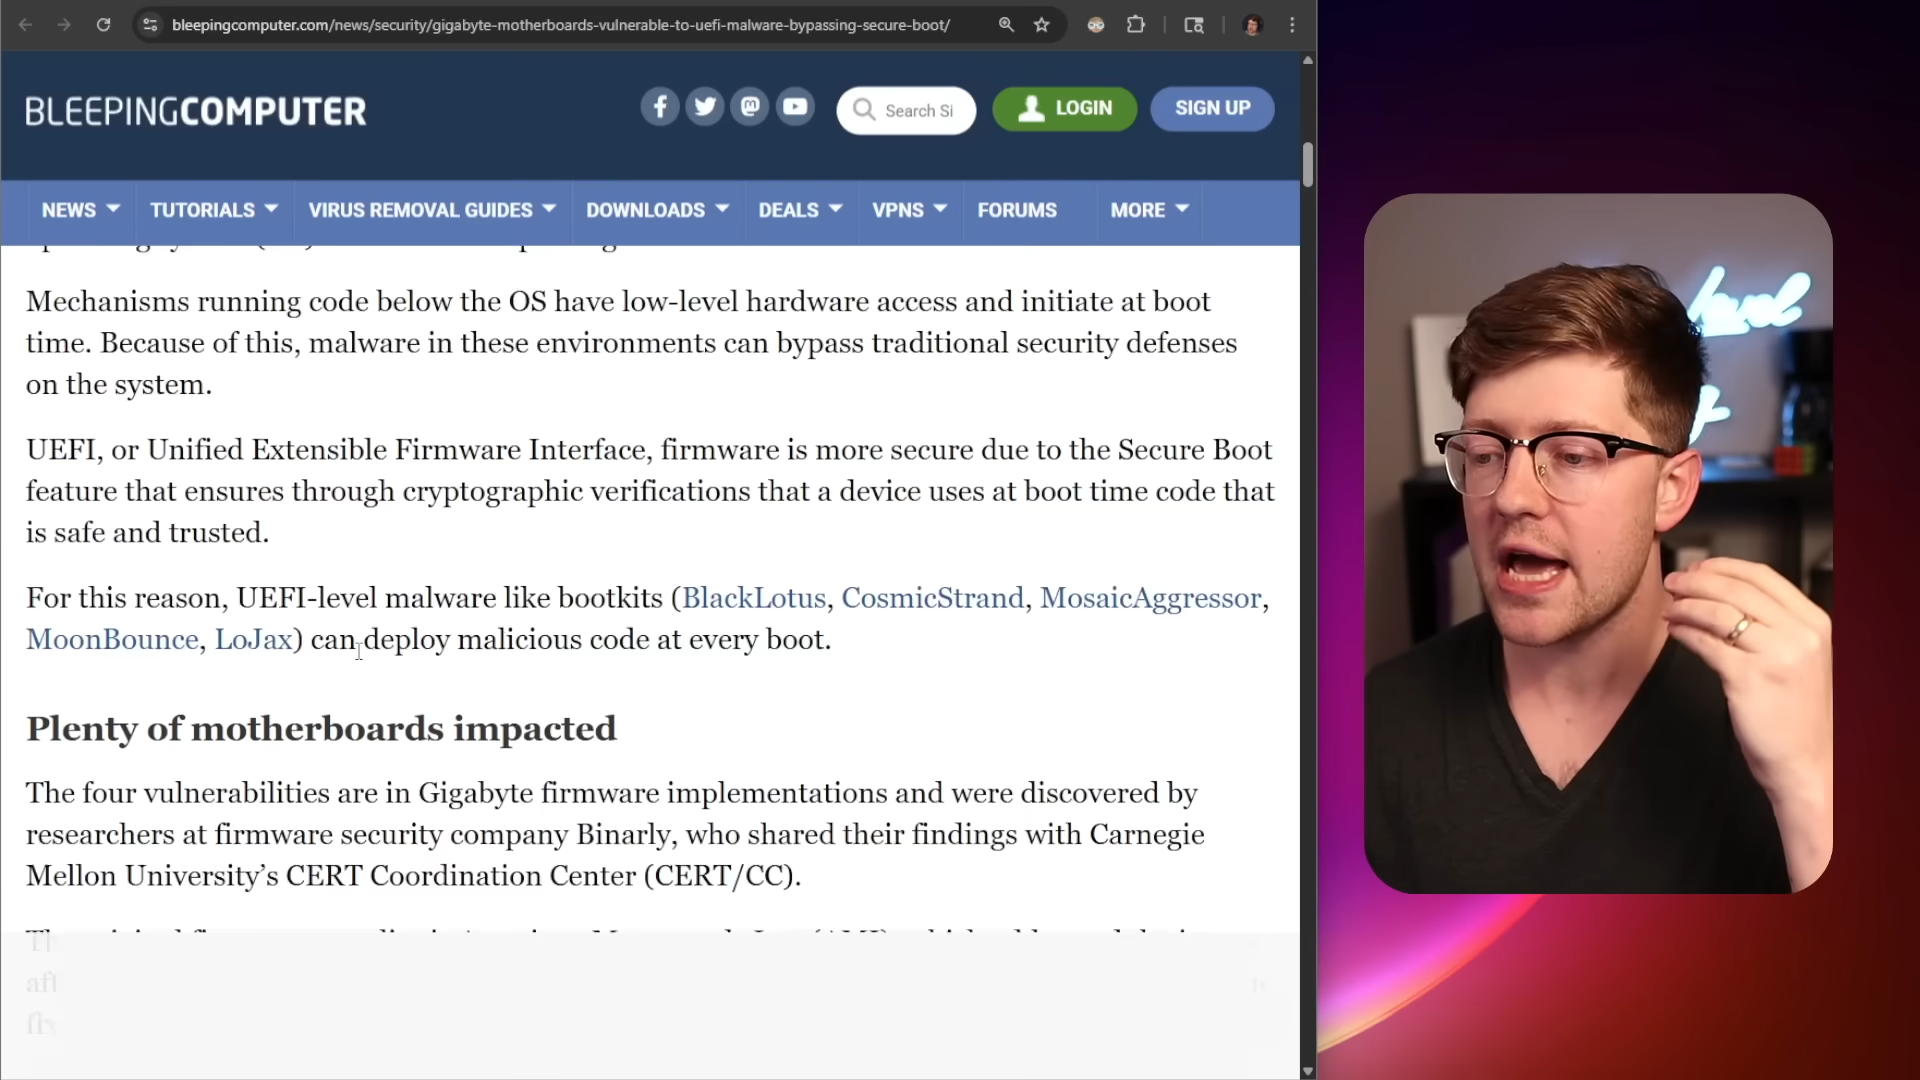 bleepingcomputer.com/news/security/gigabyte-motherboards-vulnerable-to-uefi-malware-bypassing-secure-boot/
BLEEPINGCOMPUTER
Search Si
LOGIN
SIGN UP
NEWS
TUTORIALS
VIRUS REMOVAL GUIDES
DOWNLOADS
DEALS
VPNS
FORUMS
MORE
Mechanisms running code below the OS have low-level hardware access and initiate at boot
time. Because of this, malware in these environments can bypass traditional security defenses
on the system.
UEFI, or Unified Extensible Firmware Interface, firmware is more secure due to the Secure Boot
feature that ensures through cryptographic verifications that a device uses at boot time code that
is safe and trusted.
For this reason, UEFI-level malware like bootkits (BlackLotus, CosmicStrand, MosaicAggressor,
MoonBounce, LoJax) can deploy malicious code at every boot.
Plenty of motherboards impacted
The four vulnerabilities are in Gigabyte firmware implementations and were discovered by
researchers at firmware security company Binarly, who shared their findings with Carnegie
Mellon University's CERT Coordination Center (CERT/CC).
level